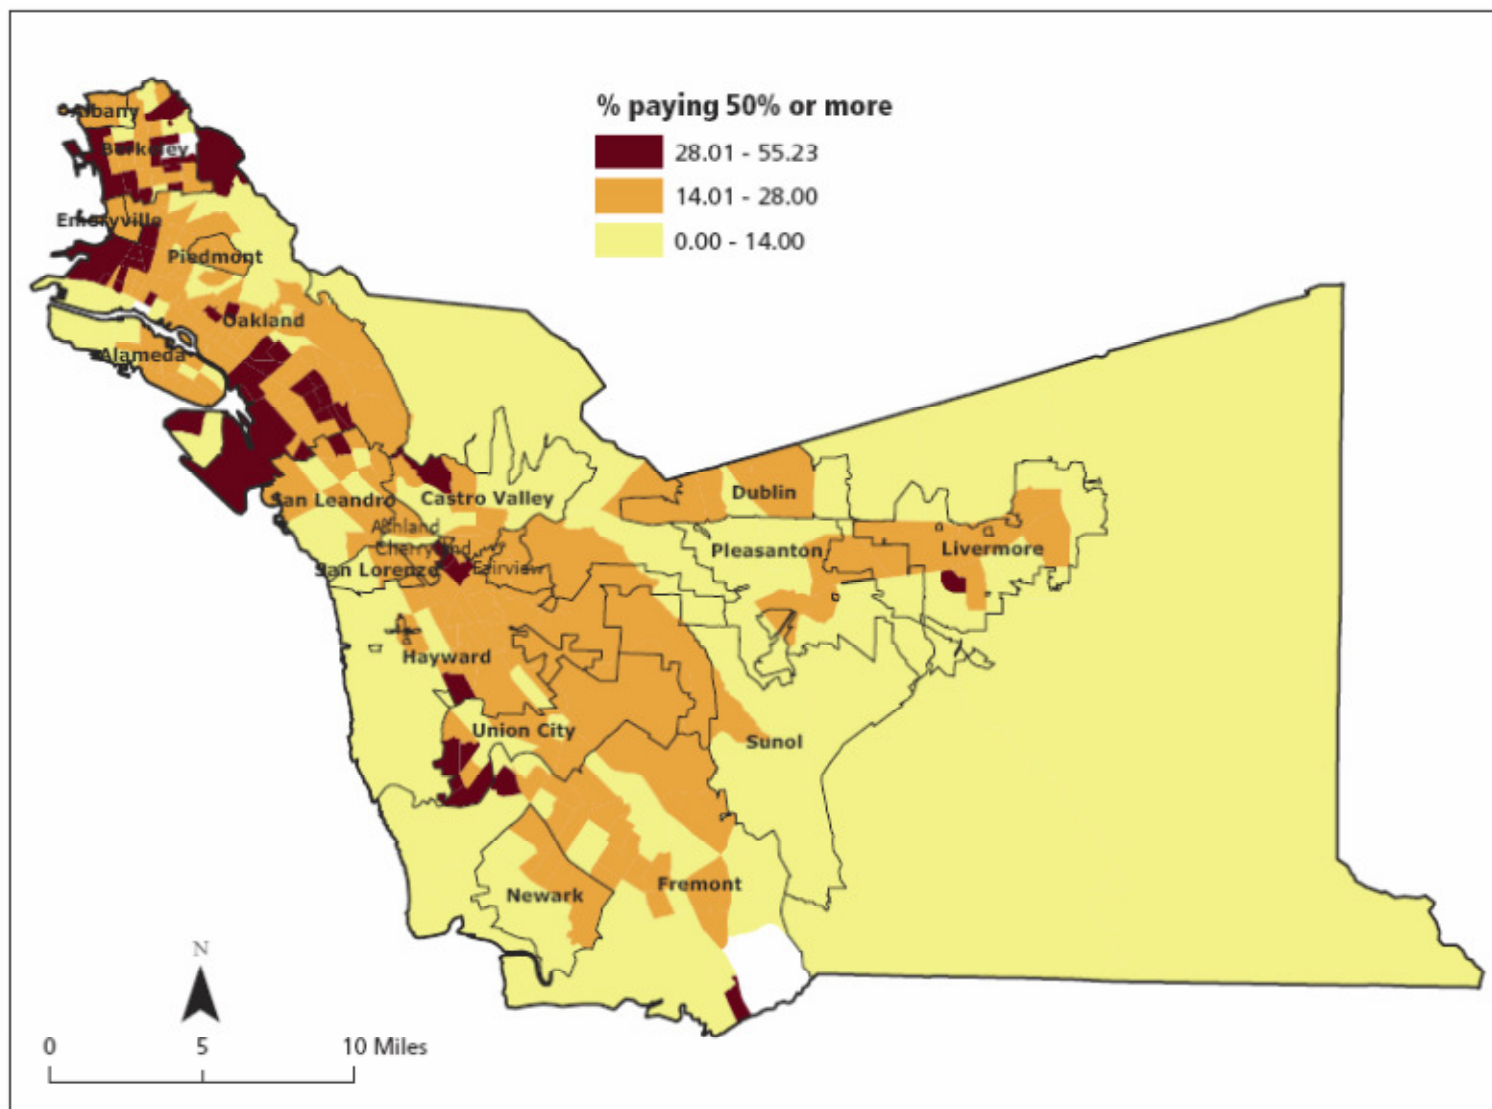 % paying 50% or more
28.01 - 55.23
14.01 - 28.00
0.00 - 14.00
Albany
Berkeley
Emeryville
Piedmont
Oakland
Alameda
San Leandro
Castro Valley
Dublin
Ashland
Cherryland
Pleasanton
Livermore
San Lorenzo
Fairview
Hayward
Union City
Sunol
Fremont
Newark
N
0 5 10 Miles